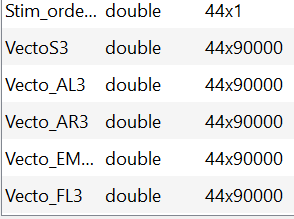 Stim_orde... double 44x1
VectoS3 double 44x90000
Vecto_AL3 double 44x90000
Vecto_AR3 double 44x90000
Vecto_EM... double 44x90000
Vecto_FL3 double 44x90000